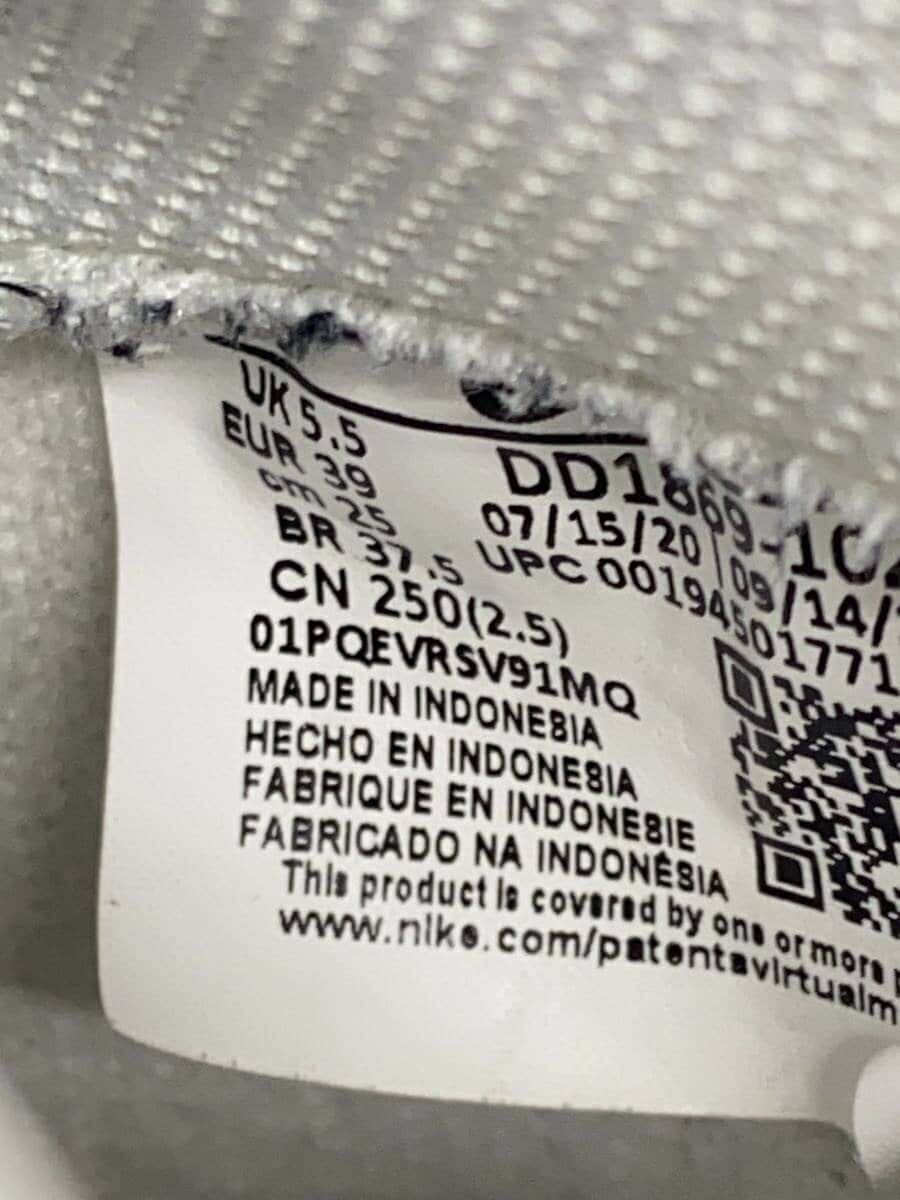 UK 5.5
EUR 39
cm 25
BR 37.5
CN 250(2.5)
DD1869-10
07/15/20 09/14/
UPC 0019450177
01PQEVRSV91MQ
MADE IN INDONESIA
HECHO EN INDONESIA
FABRIQUE EN INDONESIE
FABRICADO NA INDONÉSIA
This product is covered by one or more
www.nike.com/patentsvirtualm